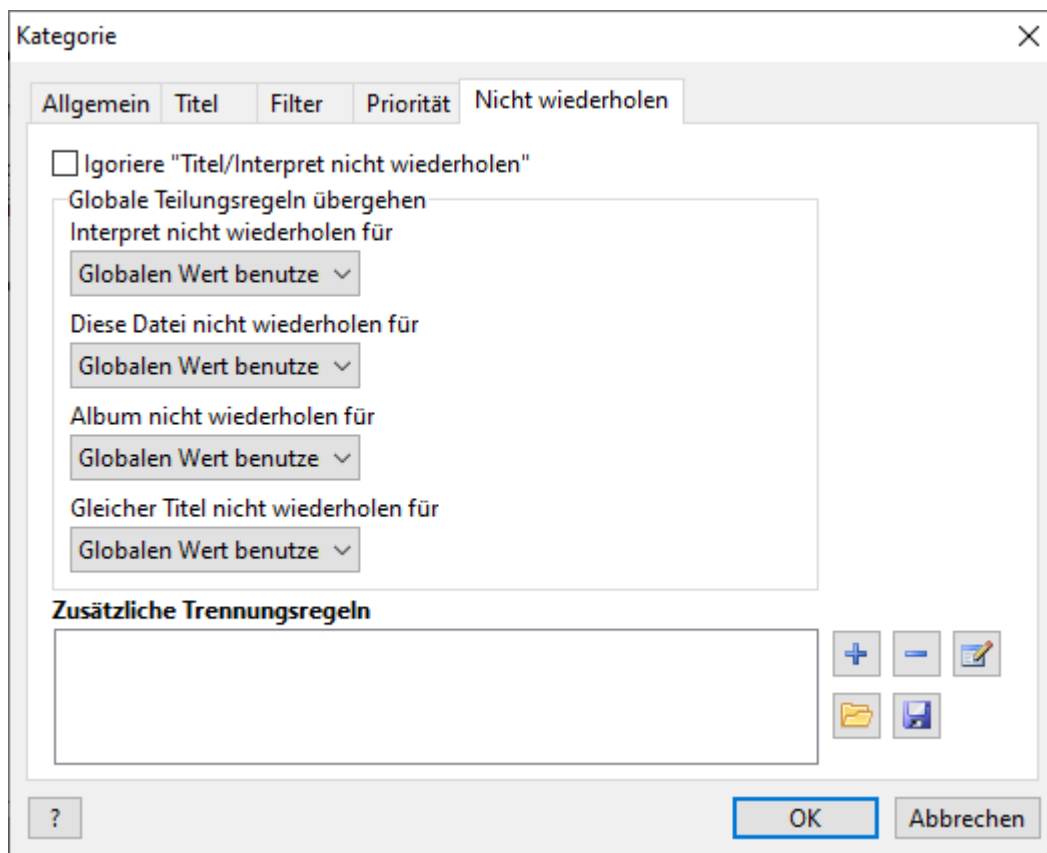 Kategorie
Allgemein Titel Filter Priorität Nicht wiederholen
Igoriere "Titel/Interpret nicht wiederholen"
Globale Teilungsregeln übergehen
Interpret nicht wiederholen für
Globalen Wert benutze
Diese Datei nicht wiederholen für
Globalen Wert benutze
Album nicht wiederholen für
Globalen Wert benutze
Gleicher Titel nicht wiederholen für
Globalen Wert benutze
Zusätzliche Trennungsregeln
? OK Abbrechen